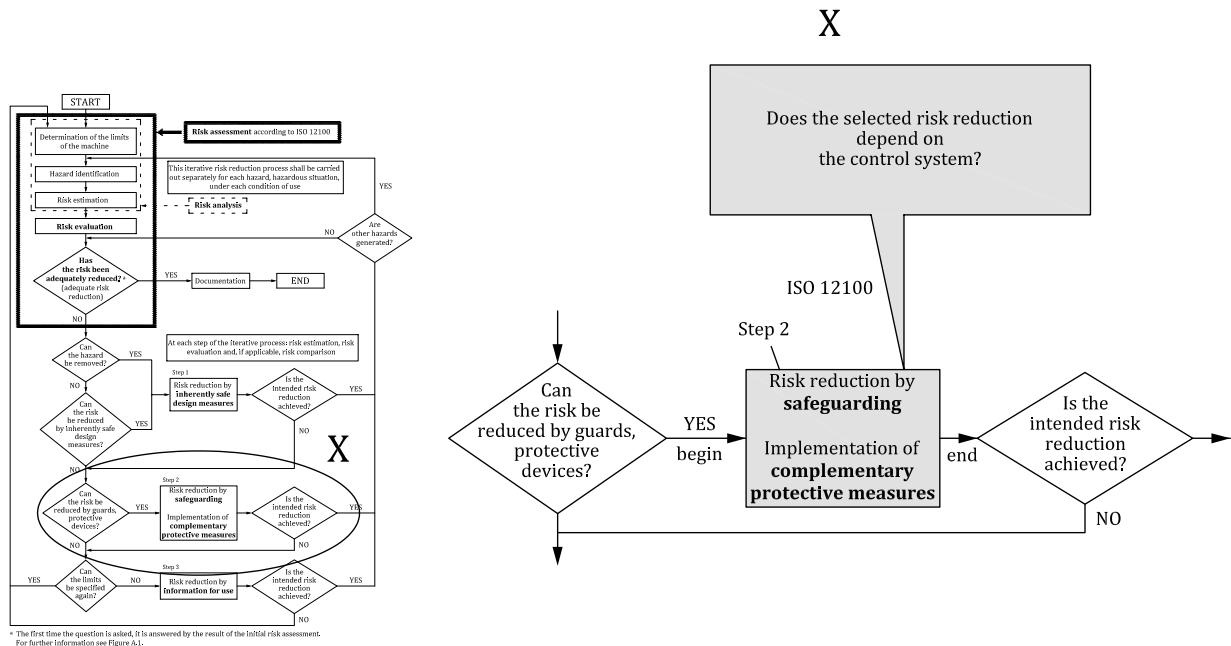 START
Risk assessment according to ISO 12100
Determination of the limits
of the machine
This iterative risk reduction process shall be carried
out separately for each hazard, hazardous situation,
under each condition of use
Hazard identification
YES
Risk estimation
Risk analysis
Risk evaluation
NO
Are
other hazards
generated?
Has
the risk been
adequately reduced? a
(adequate risk
reduction)
YES
Documentation
END
NO
At each step of the iterative process: risk estimation, risk
evaluation and, if applicable, risk comparison
Can
the hazard
be removed?
YES
NO
Step 1
Risk reduction by
inherently safe
design measures
Is the
intended risk
reduction
achieved?
YES
NO
Can
the risk
be reduced
by inherently safe
design
measures?
YES
NO
X
Can
the risk be
reduced by guards,
protective
devices?
YES
NO
Step 2
Risk reduction by
safeguarding
Implementation of
complementary
protective measures
Is the
intended risk
reduction
achieved?
YES
NO
YES
Can
the limits
be specified
again?
NO
Step 3
Risk reduction by
information for use
Is the
intended risk
reduction
achieved?
YES
NO
a The first time the question is asked, it is answered by the result of the initial risk assessment.
For further information see Figure A.1.
X
Does the selected risk reduction
depend on
the control system?
ISO 12100
Step 2
Can
the risk be
reduced by guards,
protective
devices?
YES
begin
Risk reduction by
safeguarding
Implementation of
complementary
protective measures
end
Is the
intended risk
reduction
achieved?
NO